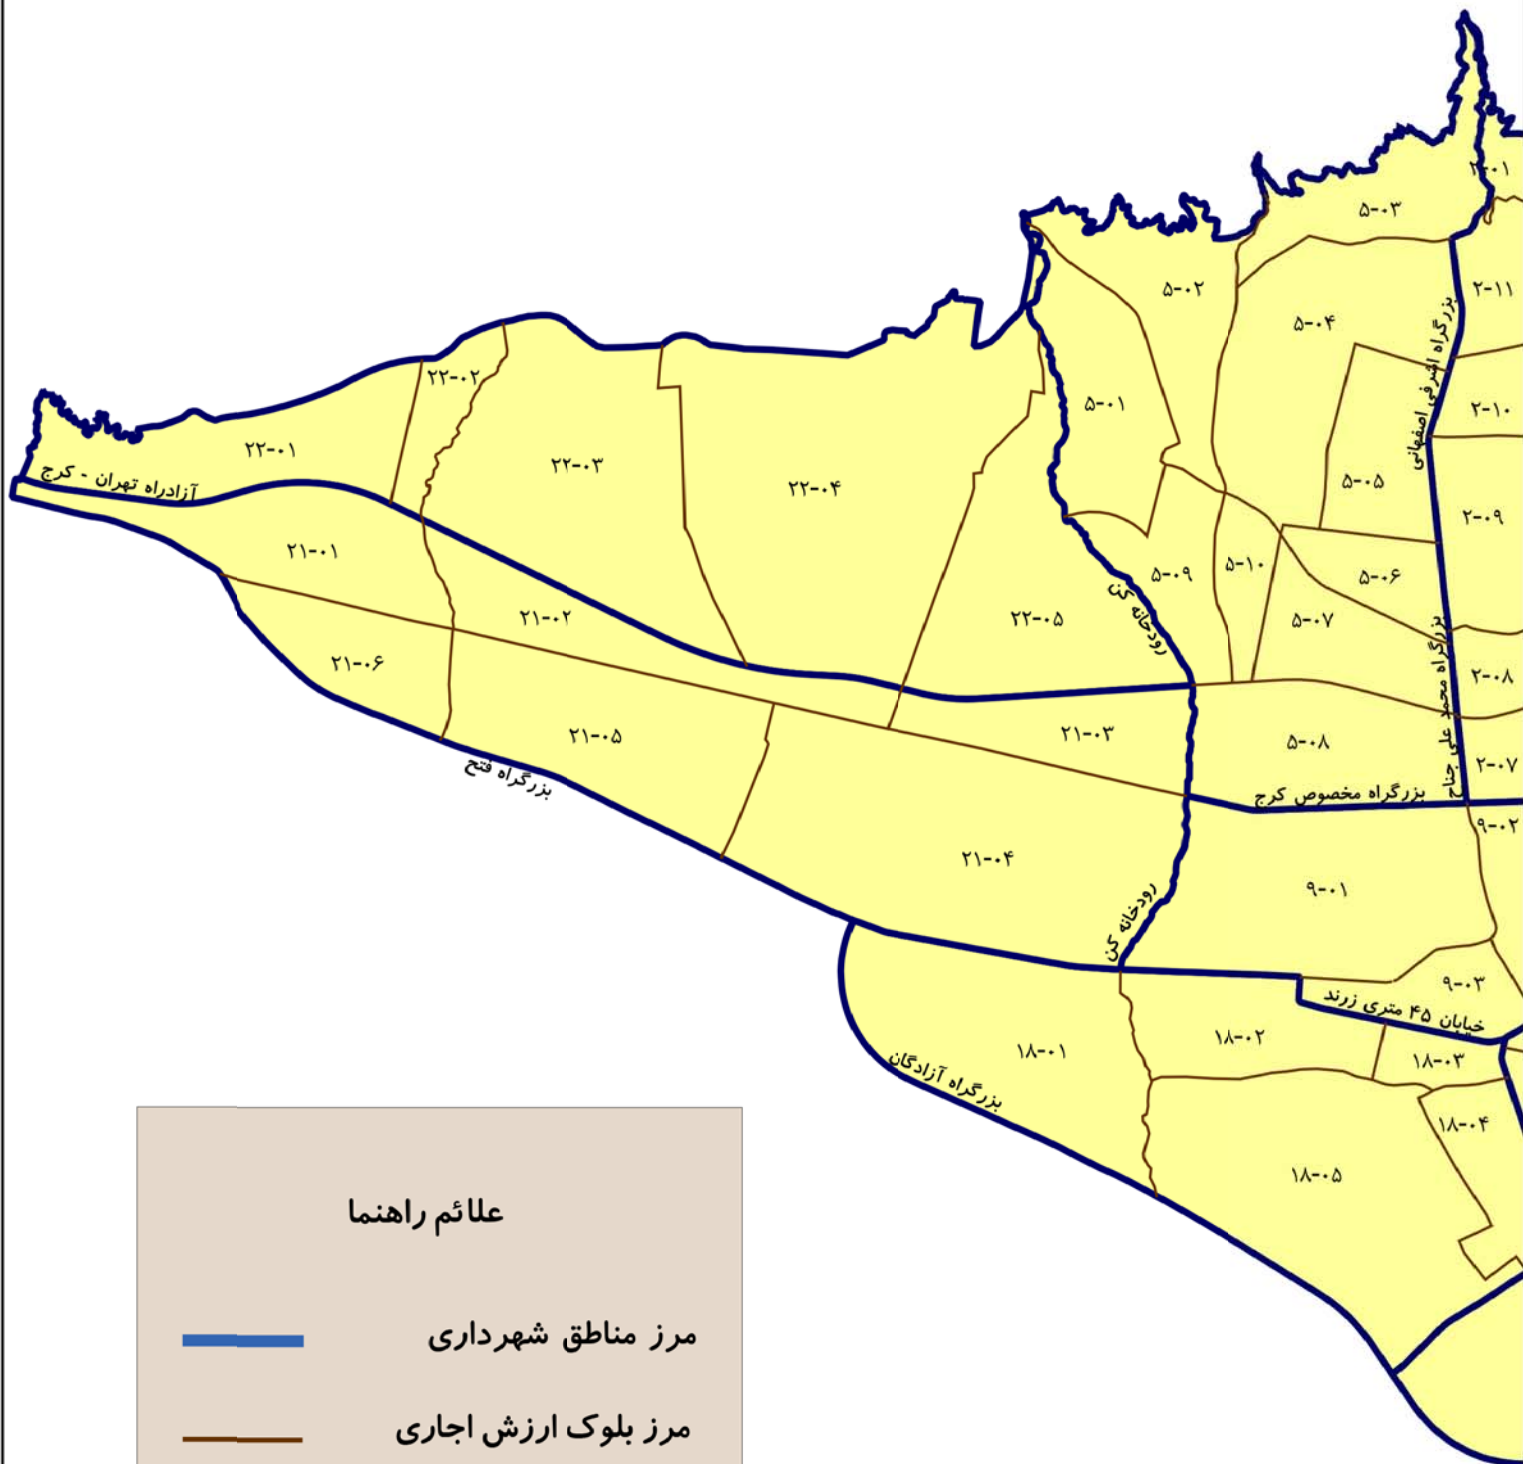 ۲-۰۱
۵-۰۳
۵-۰۲
۲-۱۱
۵-۰۴
بزرگراه اشرفی اصفهانی
۲۲-۰۲
۵-۰۱
۲-۱۰
۲۲-۰۱
۲۲-۰۳
۲۲-۰۴
آزادراه تهران - کرج
۵-۰۵
۲-۰۹
۲۱-۰۱
۵-۰۹
۵-۱۰
۵-۰۶
۲۱-۰۲
۲۲-۰۵
رودخانه کن
۵-۰۷
بزرگراه محمد علی جناح
۲۱-۰۶
۲-۰۸
۲۱-۰۵
۲۱-۰۳
۵-۰۸
۲-۰۷
بزرگراه فتح
بزرگراه مخصوص کرج
۹-۰۲
۲۱-۰۴
۹-۰۱
رودخانه کن
۹-۰۳
خیابان ۴۵ متری زرند
۱۸-۰۱
۱۸-۰۲
۱۸-۰۳
بزرگراه آزادگان
۱۸-۰۴
۱۸-۰۵
علائم راهنما
مرز مناطق شهرداری
مرز بلوک ارزش اجاری